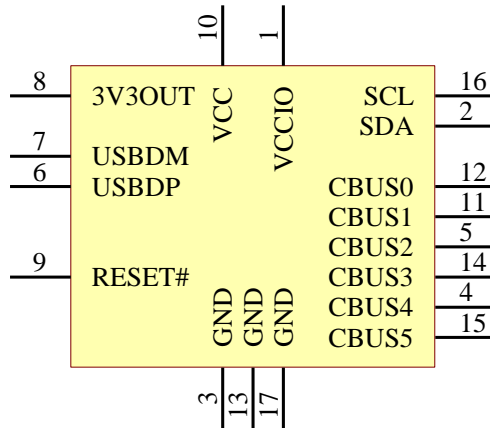 10 1
8 3V3OUT VCC VCCIO SCL 16
SDA 2
7 USBDM
6 USBDP CBUS0 12
CBUS1 11
CBUS2 5
9 RESET# CBUS3 14
GND GND GND CBUS4 4
CBUS5 15
3 13 17